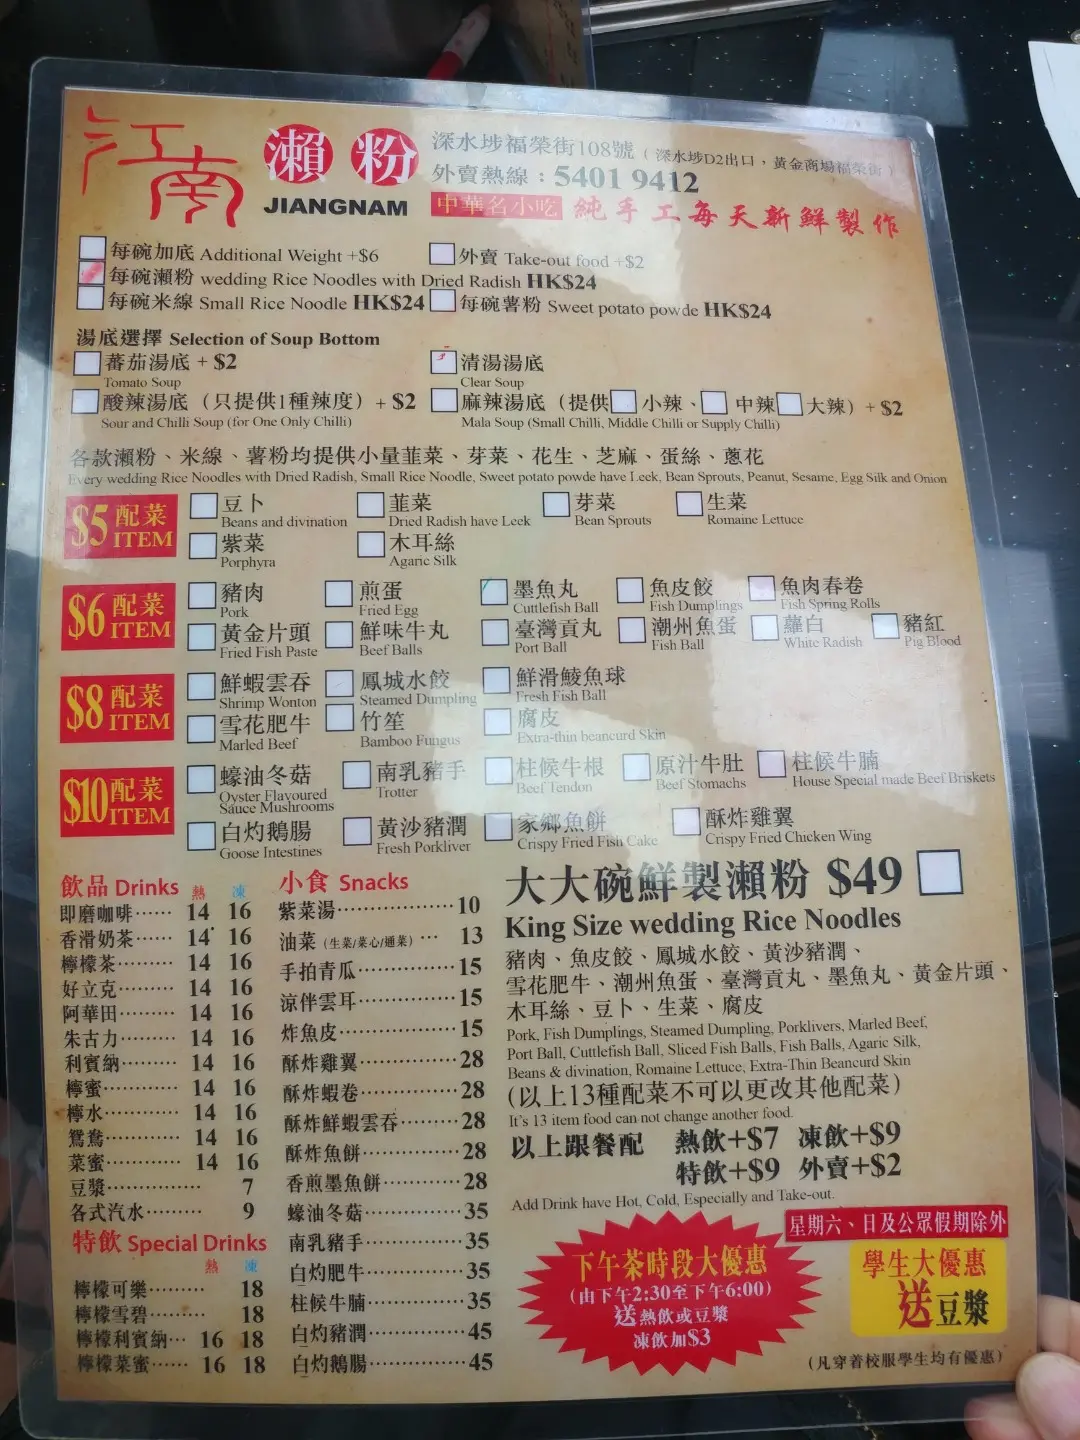 江南 瀨粉 JIANGNAM
深水埗福榮街108號（深水埗D2出口，黃金商場福榮街）
外賣熱線：5401 9412
中華名小吃 純手工每天新鮮製作
每碗加底 Additional Weight +$6 外賣 Take-out food +$2
每碗瀨粉 wedding Rice Noodles with Dried Radish HK$24
每碗米線 Small Rice Noodle HK$24 每碗薯粉 Sweet potato powde HK$24
湯底選擇 Selection of Soup Bottom
蕃茄湯底 + $2 清湯湯底
Tomato Soup Clear Soup
酸辣湯底（只提供1種辣度）+ $2 麻辣湯底（提供 小辣、 中辣 大辣）+ $2
Sour and Chilli Soup (for One Only Chilli) Mala Soup (Small Chilli, Middle Chilli or Supply Chilli)
各款瀨粉、米線、薯粉均提供小量韮菜、芽菜、花生、芝麻、蛋絲、蔥花
Every wedding Rice Noodles with Dried Radish, Small Rice Noodle, Sweet potato powde have Leek, Bean Sprouts, Peanut, Sesame, Egg Silk and Onion
$5 配菜 ITEM
豆卜 韮菜 芽菜 生菜
Beans and divination Dried Radish have Leek Bean Sprouts Romaine Lettuce
紫菜 木耳絲
Porphyra Agaric Silk
$6 配菜 ITEM
豬肉 煎蛋 墨魚丸 魚皮餃 魚肉春卷
Pork Fried Egg Cuttlefish Ball Fish Dumplings Fish Spring Rolls
黃金片頭 鮮味牛丸 臺灣貢丸 潮州魚蛋 蘿白 豬紅
Fried Fish Paste Beef Balls Port Ball Fish Ball White Radish Pig Blood
$8 配菜 ITEM
鮮蝦雲吞 鳳城水餃 鮮滑鯪魚球
Shrimp Wonton Steamed Dumpling Fresh Fish Ball
雪花肥牛 竹笙 腐皮
Marled Beef Bamboo Fungus Extra-thin beancurd Skin
$10 配菜 ITEM
蠔油冬菇 南乳豬手 柱候牛根 原汁牛肚 柱候牛腩
Oyster Flavoured Sauce Mushrooms Trotter Beef Tendon Beef Stomachs House Special made Beef Briskets
白灼鵝腸 黃沙豬潤 家鄉魚餅 酥炸雞翼
Goose Intestines Fresh Porkliver Crispy Fried Fish Cake Crispy Fried Chicken Wing
飲品 Drinks 熱 凍
即磨咖啡…… 14 16
香滑奶茶…… 14 16
檸檬茶……… 14 16
好立克……… 14 16
阿華田……… 14 16
朱古力……… 14 16
利賓納……… 14 16
檸蜜………… 14 16
檸水………… 14 16
鴛鴦………… 14 16
菜蜜………… 14 16
豆漿………… 7
各式汽水……… 9
特飲 Special Drinks
熱 凍
檸檬可樂……… 18
檸檬雪碧……… 18
檸檬利賓納… 16 18
檸檬菜蜜…… 16 18
小食 Snacks
紫菜湯………… 10
油菜（生菜/菜心/通菜）… 13
手拍青瓜………… 15
涼伴雲耳………… 15
炸魚皮………… 15
酥炸雞翼………… 28
酥炸蝦卷………… 28
酥炸鮮蝦雲吞……… 28
酥炸魚餅………… 28
香煎墨魚餅……… 28
蠔油冬菇………… 35
南乳豬手………… 35
白灼肥牛………… 35
柱候牛腩………… 35
白灼豬潤………… 45
白灼鵝腸………… 45
大大碗鮮製瀨粉 $49
King Size wedding Rice Noodles
豬肉、魚皮餃、鳳城水餃、黃沙豬潤、
雪花肥牛、潮州魚蛋、臺灣貢丸、墨魚丸、黃金片頭、
木耳絲、豆卜、生菜、腐皮
Pork, Fish Dumplings, Steamed Dumpling, Porklivers, Marled Beef,
Port Ball, Cuttlefish Ball, Sliced Fish Balls, Fish Balls, Agaric Silk,
Beans & divination, Romaine Lettuce, Extra-Thin Beancurd Skin
(以上13種配菜不可以更改其他配菜)
It's 13 item food can not change another food.
以上跟餐配 熱飲+$7 凍飲+$9
特飲+$9 外賣+$2
Add Drink have Hot, Cold, Especially and Take-out.
下午茶時段大優惠
(由下午2:30至下午6:00)
送熱飲或豆漿
凍飲加$3
星期六、日及公眾假期除外
學生大優惠
送豆漿
(凡穿着校服學生均有優惠)